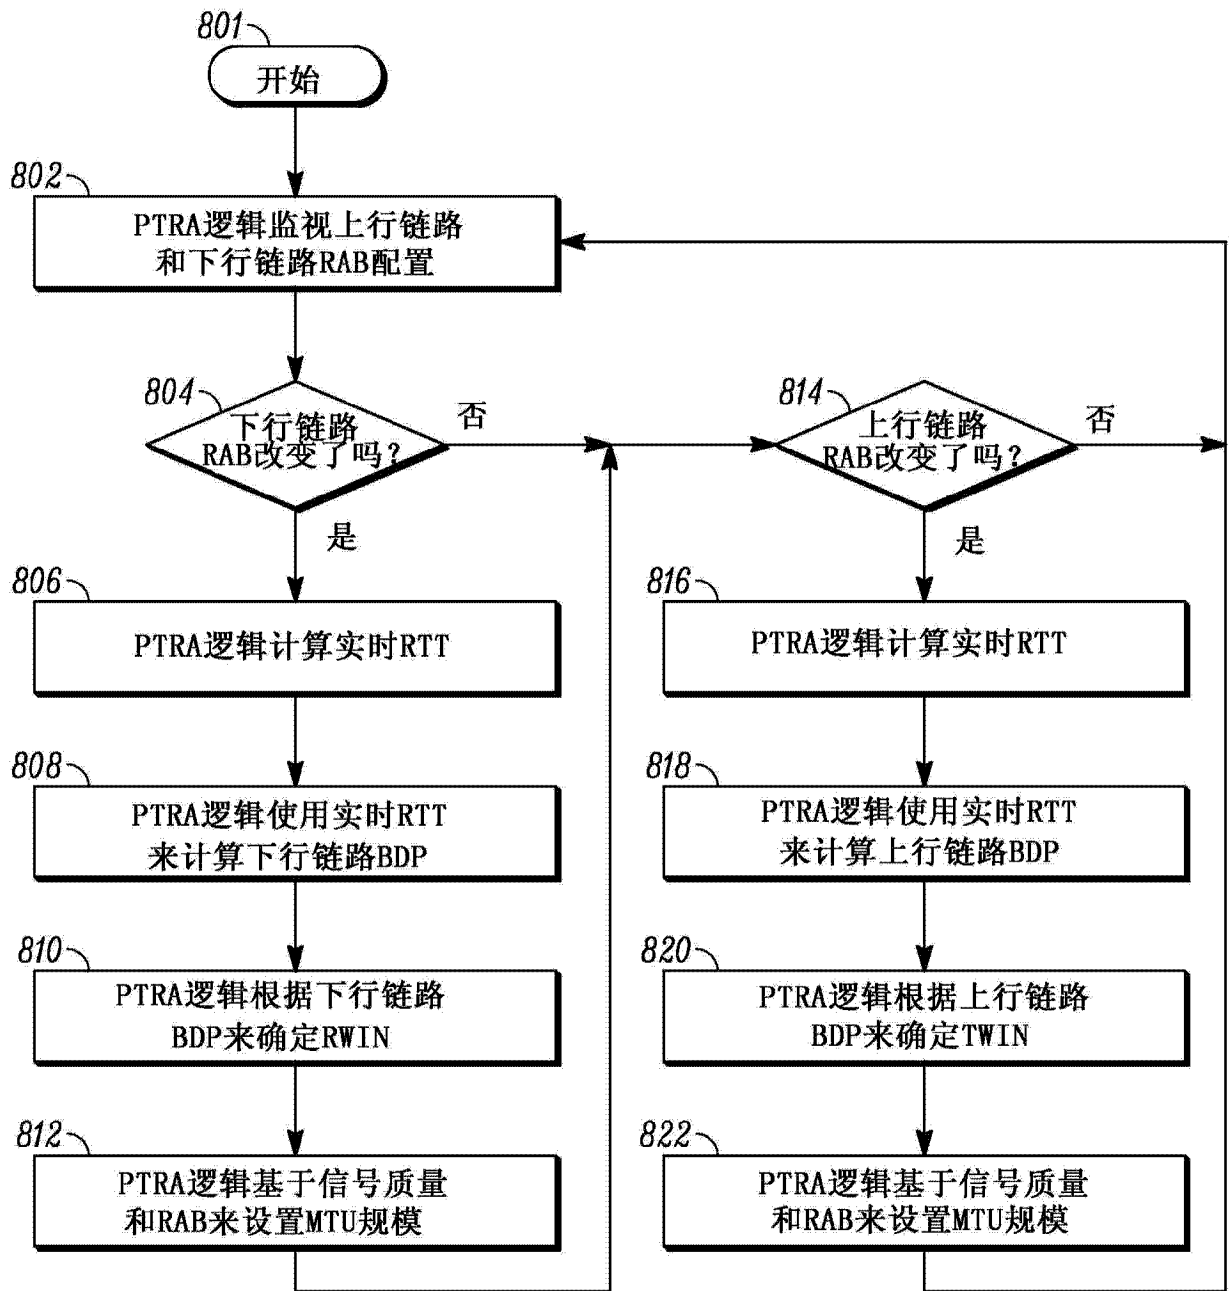 801
开始
802
PTRA逻辑监视上行链路
和下行链路RAB配置
804
下行链路
RAB改变了吗?
否
是
806
PTRA逻辑计算实时RTT
808
PTRA逻辑使用实时RTT
来计算下行链路BDP
810
PTRA逻辑根据下行链路
BDP来确定RWIN
812
PTRA逻辑基于信号质量
和RAB来设置MTU规模
814
上行链路
RAB改变了吗?
否
是
816
PTRA逻辑计算实时RTT
818
PTRA逻辑使用实时RTT
来计算上行链路BDP
820
PTRA逻辑根据上行链路
BDP来确定TWIN
822
PTRA逻辑基于信号质量
和RAB来设置MTU规模